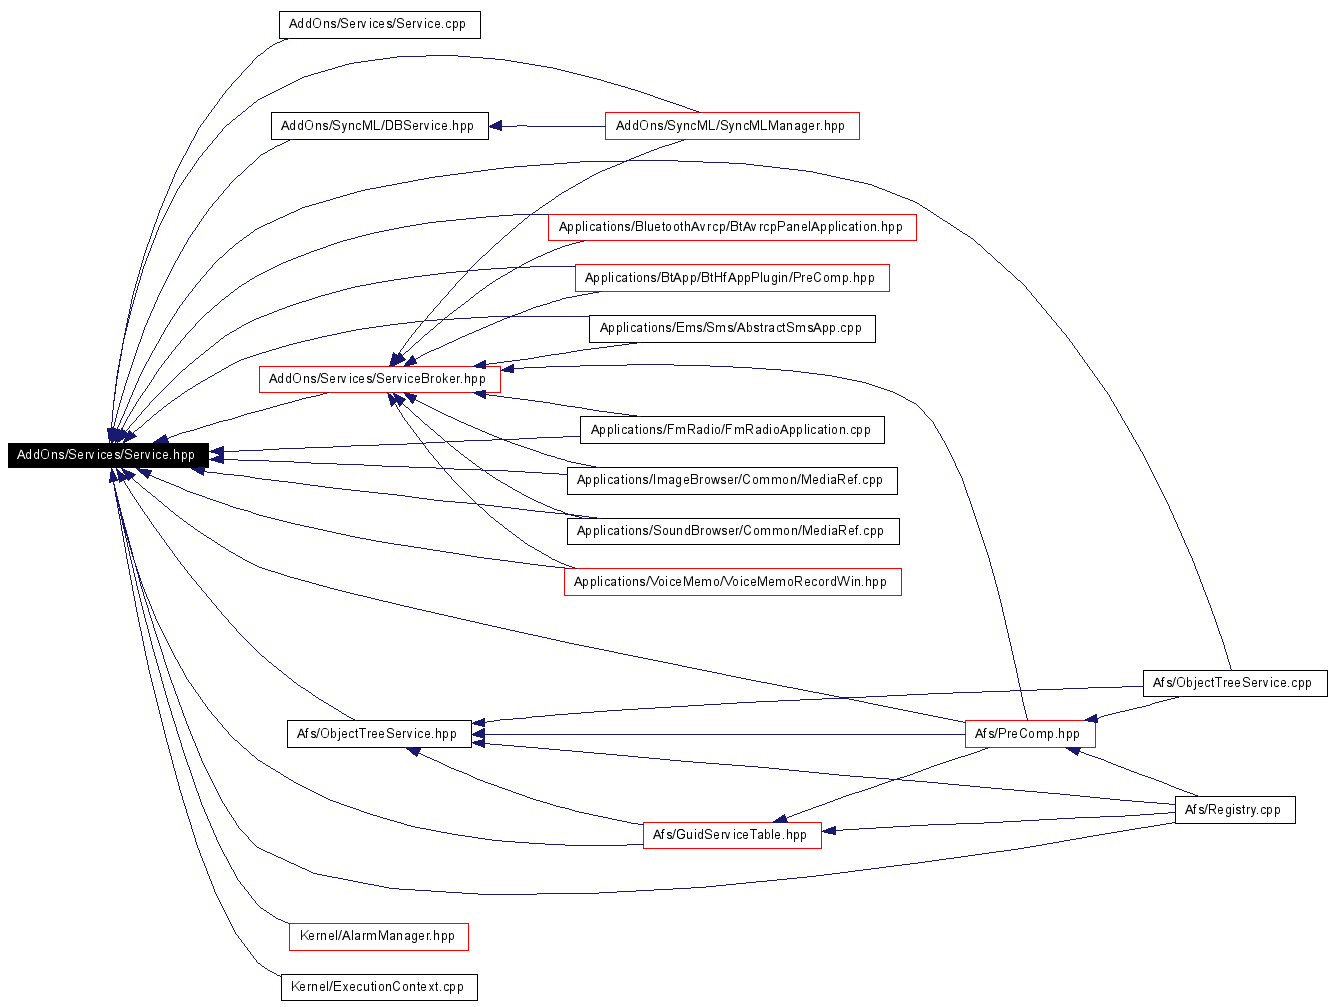 AddOns/Services/Service.cpp
AddOns/SyncML/DBService.hpp
AddOns/SyncML/SyncMLManager.hpp
Applications/BluetoothAvrcp/BtAvrcpPanelApplication.hpp
Applications/BtApp/BtHfAppPlugin/PreComp.hpp
Applications/Ems/Sms/AbstractSmsApp.cpp
AddOns/Services/ServiceBroker.hpp
Applications/FmRadio/FmRadioApplication.cpp
AddOns/Services/Service.hpp
Applications/ImageBrowser/Common/MediaRef.cpp
Applications/SoundBrowser/Common/MediaRef.cpp
Applications/VoiceMemo/VoiceMemoRecordWin.hpp
Afs/ObjectTreeService.cpp
Afs/ObjectTreeService.hpp
Afs/PreComp.hpp
Afs/Registry.cpp
Afs/GuidServiceTable.hpp
Kernel/AlarmManager.hpp
Kernel/ExecutionContext.cpp